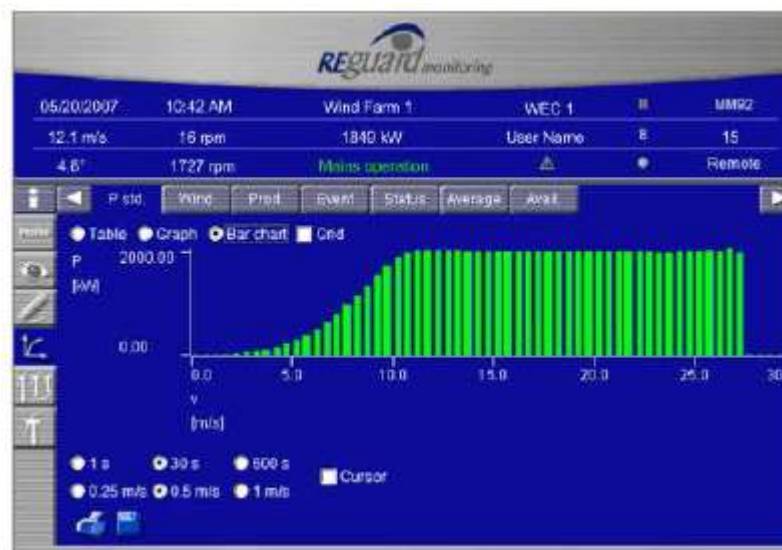 REguard monitoring
05/20/2007 10:42 AM Wind Farm 1 WEC 1 MM92
12.1 m/s 16 rpm 1840 kW User Name 8 15
4.6° 1727 rpm Mains operation Remote
P std. Wind Prod. Event Status Average Avail.
Table Graph Bar chart Grid
P 2000.00
[kW]
0.00
0.0 5.0 10.0 15.0 20.0 25.0 30
v
[m/s]
1 s 30 s 600 s
Cursor
0.25 m/s 0.5 m/s 1 m/s